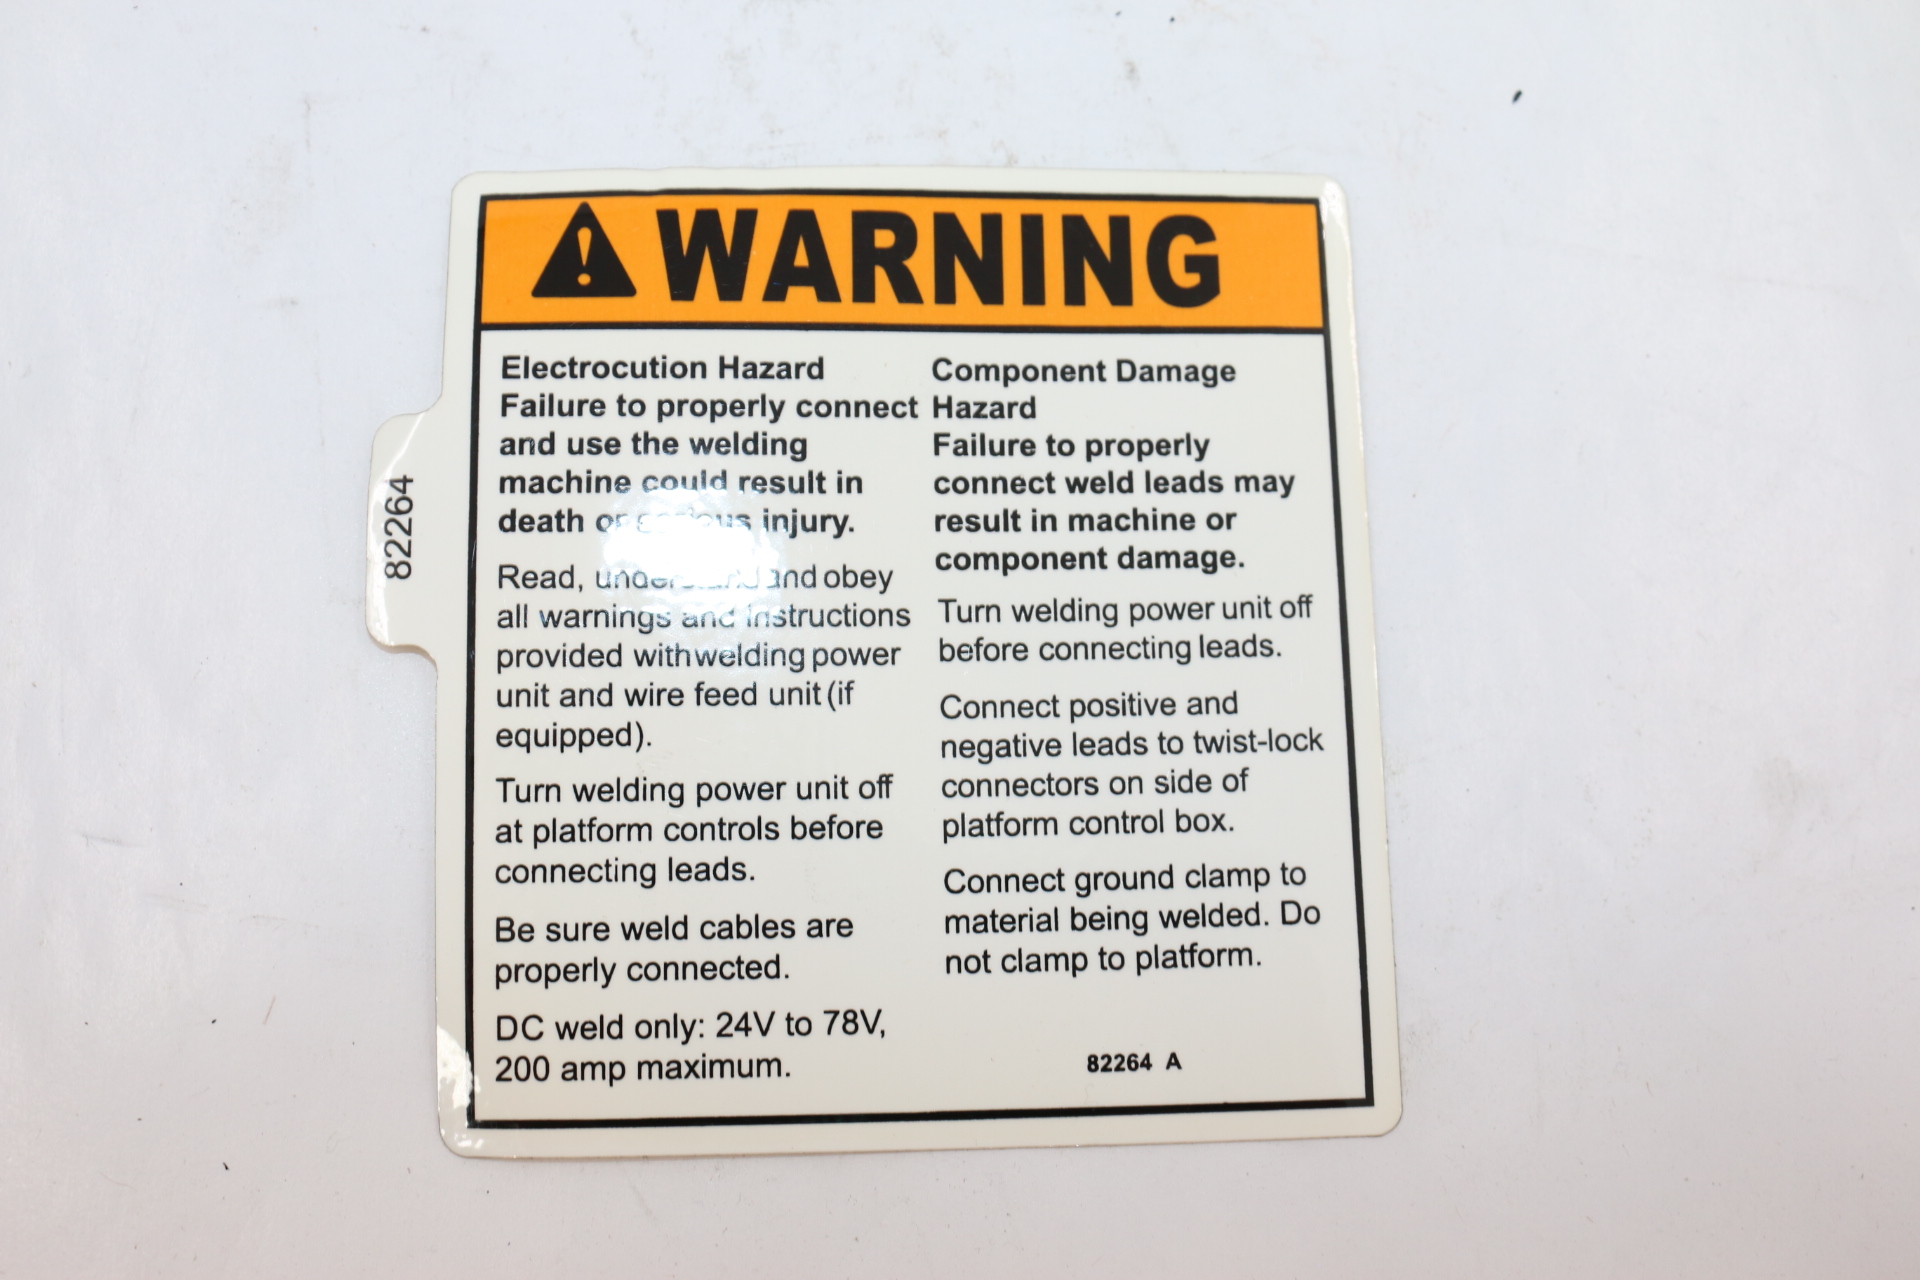 WARNING
Electrocution Hazard
Failure to properly connect
and use the welding
machine could result in
death or serious injury.
Read, understand and obey
all warnings and instructions
provided with welding power
unit and wire feed unit (if
equipped).
Turn welding power unit off
at platform controls before
connecting leads.
Be sure weld cables are
properly connected.
DC weld only: 24V to 78V,
200 amp maximum.
Component Damage
Hazard
Failure to properly
connect weld leads may
result in machine or
component damage.
Turn welding power unit off
before connecting leads.
Connect positive and
negative leads to twist-lock
connectors on side of
platform control box.
Connect ground clamp to
material being welded. Do
not clamp to platform.
82264 A
82264